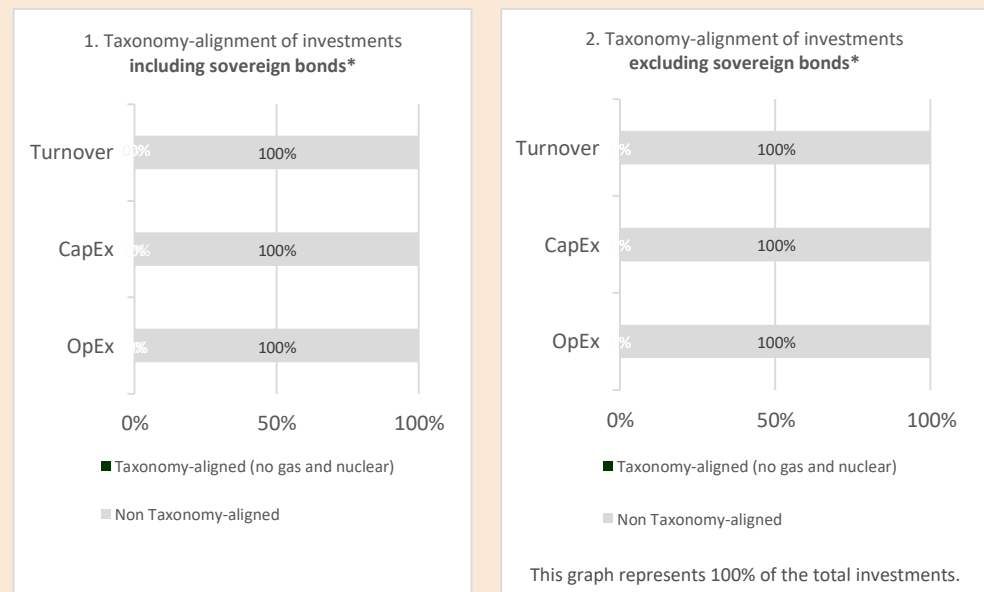 1. Taxonomy-alignment of investments
including sovereign bonds*
Turnover
100%
CapEx
100%
OpEx
100%
0% 50% 100%
Taxonomy-aligned (no gas and nuclear)
Non Taxonomy-aligned
2. Taxonomy-alignment of investments
excluding sovereign bonds*
Turnover
100%
CapEx
100%
OpEx
100%
0% 50% 100%
Taxonomy-aligned (no gas and nuclear)
Non Taxonomy-aligned
This graph represents 100% of the total investments.